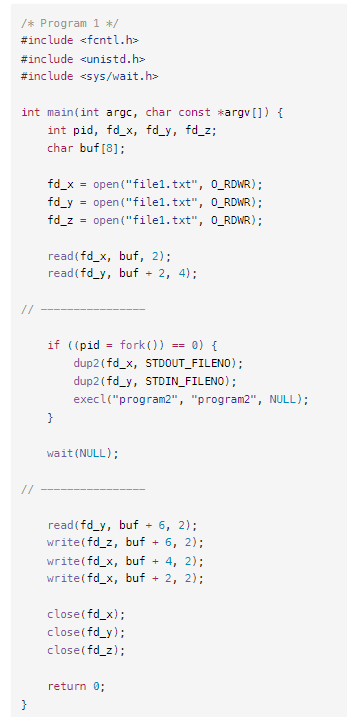 /* Program 1 */
#include <fcntl.h>
#include <unistd.h>
#include <sys/wait.h>

int main(int argc, char const *argv[]) {
    int pid, fd_x, fd_y, fd_z;
    char buf[8];

    fd_x = open("file1.txt", O_RDWR);
    fd_y = open("file1.txt", O_RDWR);
    fd_z = open("file1.txt", O_RDWR);

    read(fd_x, buf, 2);
    read(fd_y, buf + 2, 4);

// ----------------

    if ((pid = fork()) == 0) {
        dup2(fd_x, STDOUT_FILENO);
        dup2(fd_y, STDIN_FILENO);
        execl("program2", "program2", NULL);
    }

    wait(NULL);

// ----------------

    read(fd_y, buf + 6, 2);
    write(fd_z, buf + 6, 2);
    write(fd_x, buf + 4, 2);
    write(fd_x, buf + 2, 2);

    close(fd_x);
    close(fd_y);
    close(fd_z);

    return 0;
}